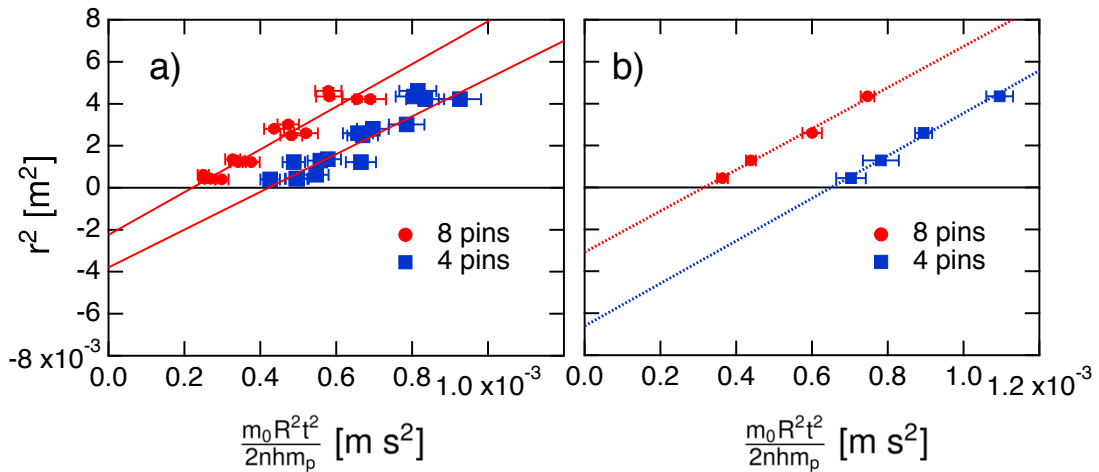 8
6
4
2
0
-2
-4
-6
-8 x10⁻³
r² [m²]
a)
8 pins
4 pins
0.0 0.2 0.4 0.6 0.8 1.0 x10⁻³
m₀R²t²
2nhmₚ
[m s²]
b)
8 pins
4 pins
0.0 0.2 0.4 0.6 0.8 1.0 1.2 x10⁻³
m₀R²t²
2nhmₚ
[m s²]